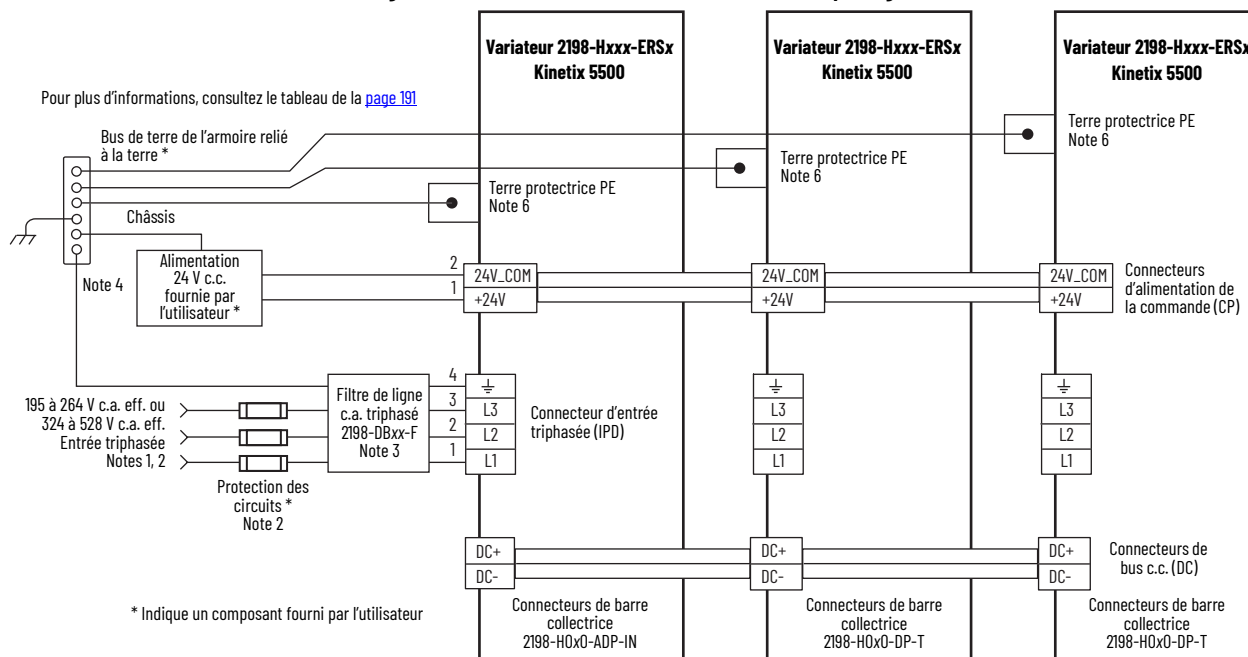 Variateur 2198-Hxxx-ERSx
Kinetix 5500
Variateur 2198-Hxxx-ERSx
Kinetix 5500
Variateur 2198-Hxxx-ERSx
Kinetix 5500
Pour plus d'informations, consultez le tableau de la page 191
Bus de terre de l'armoire relié
à la terre *
Terre protectrice PE
Note 6
Terre protectrice PE
Note 6
Terre protectrice PE
Note 6
Châssis
Note 4
Alimentation
24 V c.c.
fournie par
l'utilisateur *
2
1
24V_COM
+24V
24V_COM
+24V
24V_COM
+24V
Connecteurs
d'alimentation de
la commande (CP)
195 à 264 V c.a. eff. ou
324 à 528 V c.a. eff.
Entrée triphasée
Notes 1, 2
Protection des
circuits *
Note 2
Filtre de ligne
c.a. triphasé
2198-DBxx-F
Note 3
4
3
2
1
L3
L2
L1
Connecteur d'entrée
triphasée (IPD)
L3
L2
L1
L3
L2
L1
DC+
DC-
DC+
DC-
DC+
DC-
Connecteurs de
bus c.c. (DC)
* Indique un composant fourni par l'utilisateur
Connecteurs de barre
collectrice
2198-H0x0-ADP-IN
Connecteurs de barre
collectrice
2198-H0x0-DP-T
Connecteurs de barre
collectrice
2198-H0x0-DP-T